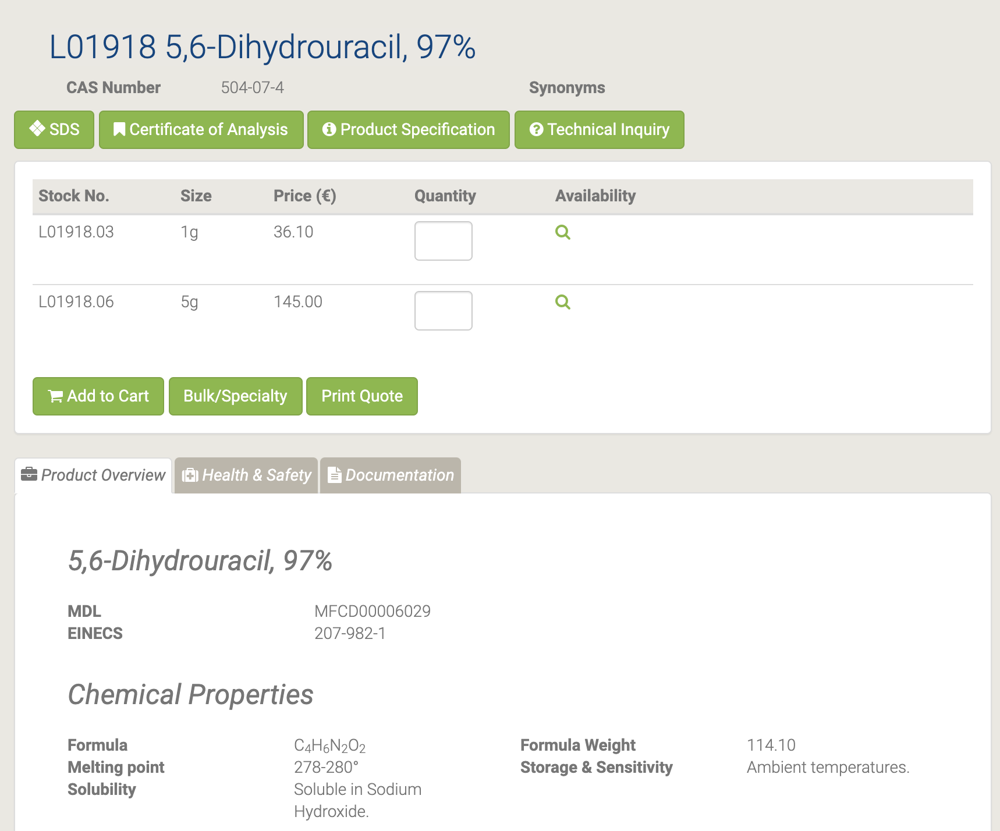 L01918 5,6-Dihydrouracil, 97%
CAS Number 504-07-4 Synonyms
SDS Certificate of Analysis Product Specification Technical Inquiry
Stock No. Size Price (€) Quantity Availability
L01918.03 1g 36.10
L01918.06 5g 145.00
Add to Cart Bulk/Specialty Print Quote
Product Overview Health & Safety Documentation
5,6-Dihydrouracil, 97%
MDL MFCD00006029
EINECS 207-982-1
Chemical Properties
Formula C₄H₆N₂O₂ Formula Weight 114.10
Melting point 278-280° Storage & Sensitivity Ambient temperatures.
Solubility Soluble in Sodium
Hydroxide.